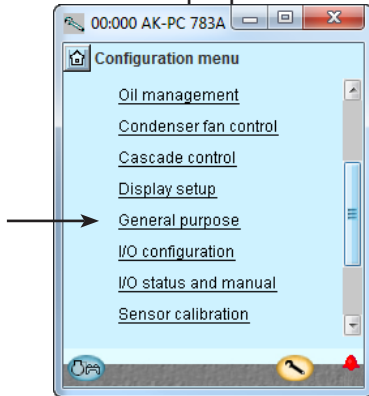 00:000 AK-PC 783A
Configuration menu
Oil management
Condenser fan control
Cascade control
Display setup
General purpose
I/O configuration
I/O status and manual
Sensor calibration